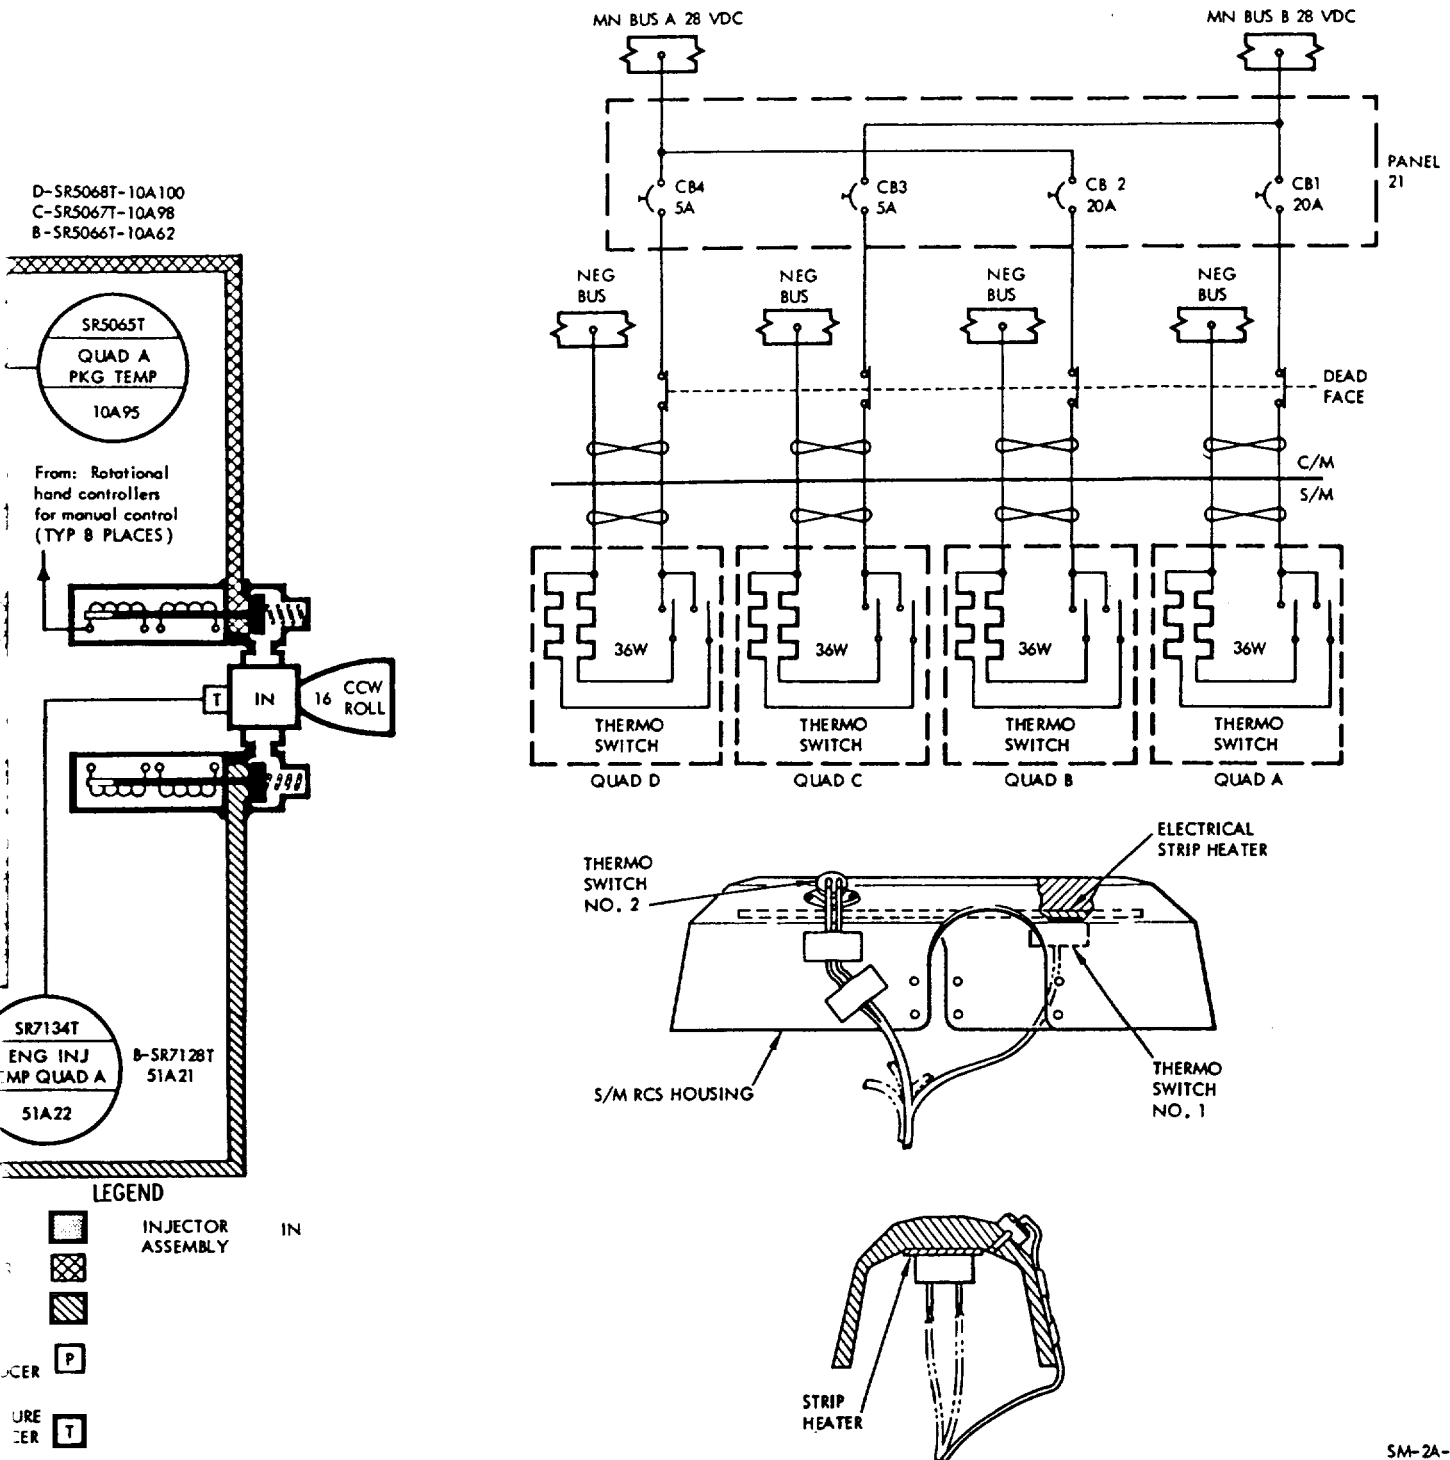 MN BUS A 28 VDC
MN BUS B 28 VDC
PANEL
21
CB4
5A
CB3
5A
CB 2
20A
CB1
20A
D-SR5068T-10A100
C-SR5067T-10A98
B-SR5066T-10A62
NEG
BUS
NEG
BUS
NEG
BUS
NEG
BUS
SR5065T
QUAD A
PKG TEMP
10A95
DEAD
FACE
From: Rotational
hand controllers
for manual control
(TYP 8 PLACES)
C/M
S/M
36W
36W
36W
36W
T
IN
16
CCW
ROLL
THERMO
SWITCH
THERMO
SWITCH
THERMO
SWITCH
THERMO
SWITCH
QUAD D
QUAD C
QUAD B
QUAD A
ELECTRICAL
STRIP HEATER
THERMO
SWITCH
NO. 2
SR7134T
ENG INJ
MP QUAD A
51A22
B-SR7128T
51A21
S/M RCS HOUSING
THERMO
SWITCH
NO. 1
LEGEND
INJECTOR
ASSEMBLY
IN
CER
P
URE
CER
T
STRIP
HEATER
SM-2A-